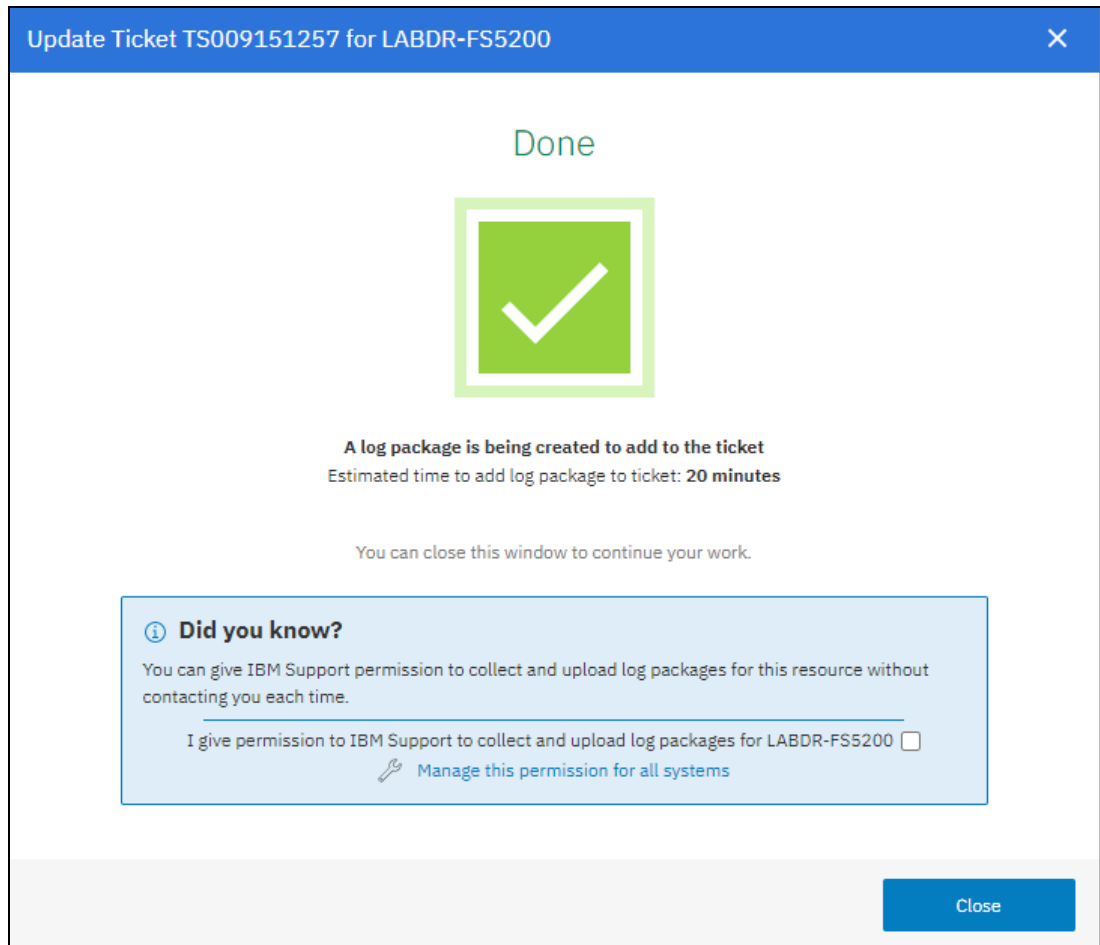 Update Ticket TS009151257 for LABDR-FS5200
Done
A log package is being created to add to the ticket
Estimated time to add log package to ticket: 20 minutes
You can close this window to continue your work.
Did you know?
You can give IBM Support permission to collect and upload log packages for this resource without
contacting you each time.
I give permission to IBM Support to collect and upload log packages for LABDR-FS5200
Manage this permission for all systems
Close